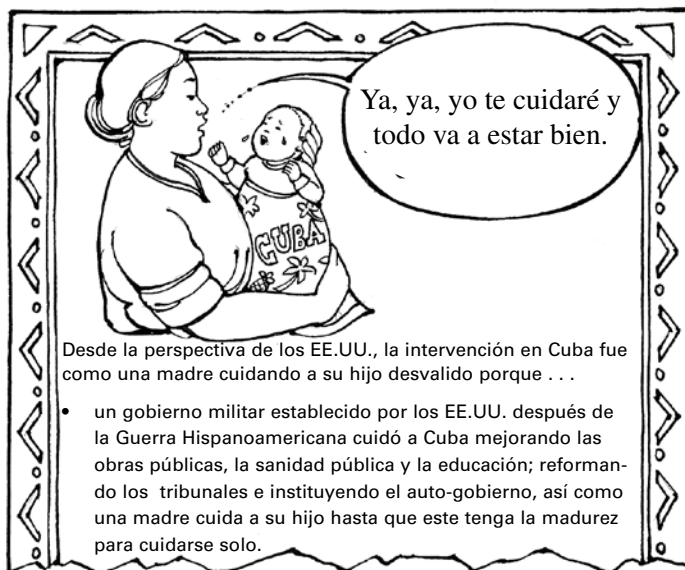 Ya, ya, yo te cuidaré y
todo va a estar bien.
CUBA
Desde la perspectiva de los EE.UU., la intervención en Cuba fue
como una madre cuidando a su hijo desvalido porque . . .
• un gobierno militar establecido por los EE.UU. después de
la Guerra Hispanoamericana cuidó a Cuba mejorando las
obras públicas, la sanidad pública y la educación; reforman-
do los tribunales e instituyendo el auto-gobierno, así como
una madre cuida a su hijo hasta que este tenga la madurez
para cuidarse solo.